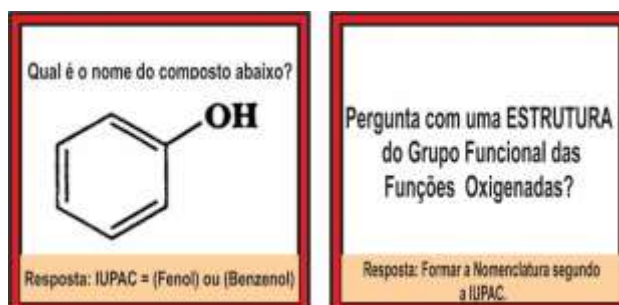 Qual é o nome do composto abaixo?
OH
Resposta: IUPAC = (Fenol) ou (Benzenol)
Pergunta com uma ESTRUTURA
do Grupo Funcional das
Funções Oxigenadas?
Resposta: Formar a Nomenclatura segundo
a IUPAC.